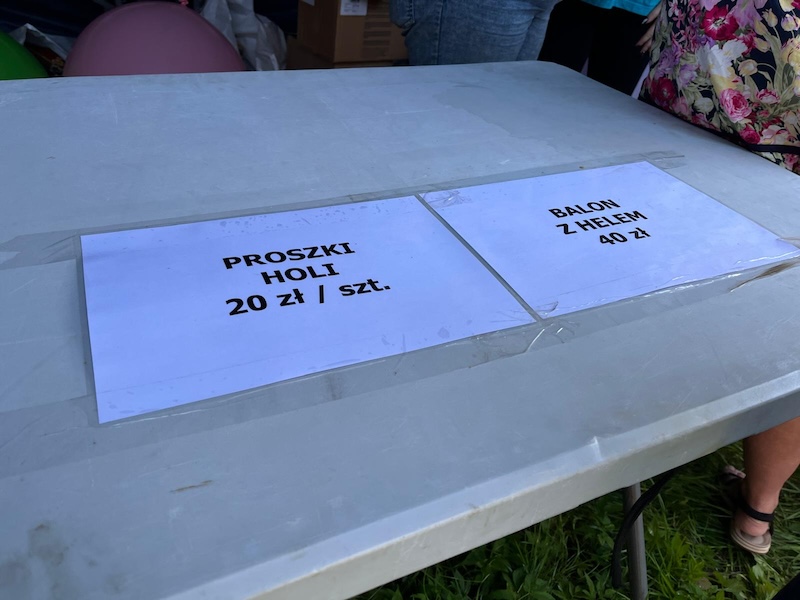 PROSZKI
HOLI
20 zł / szt.
BALON
Z HELEM
40 zł